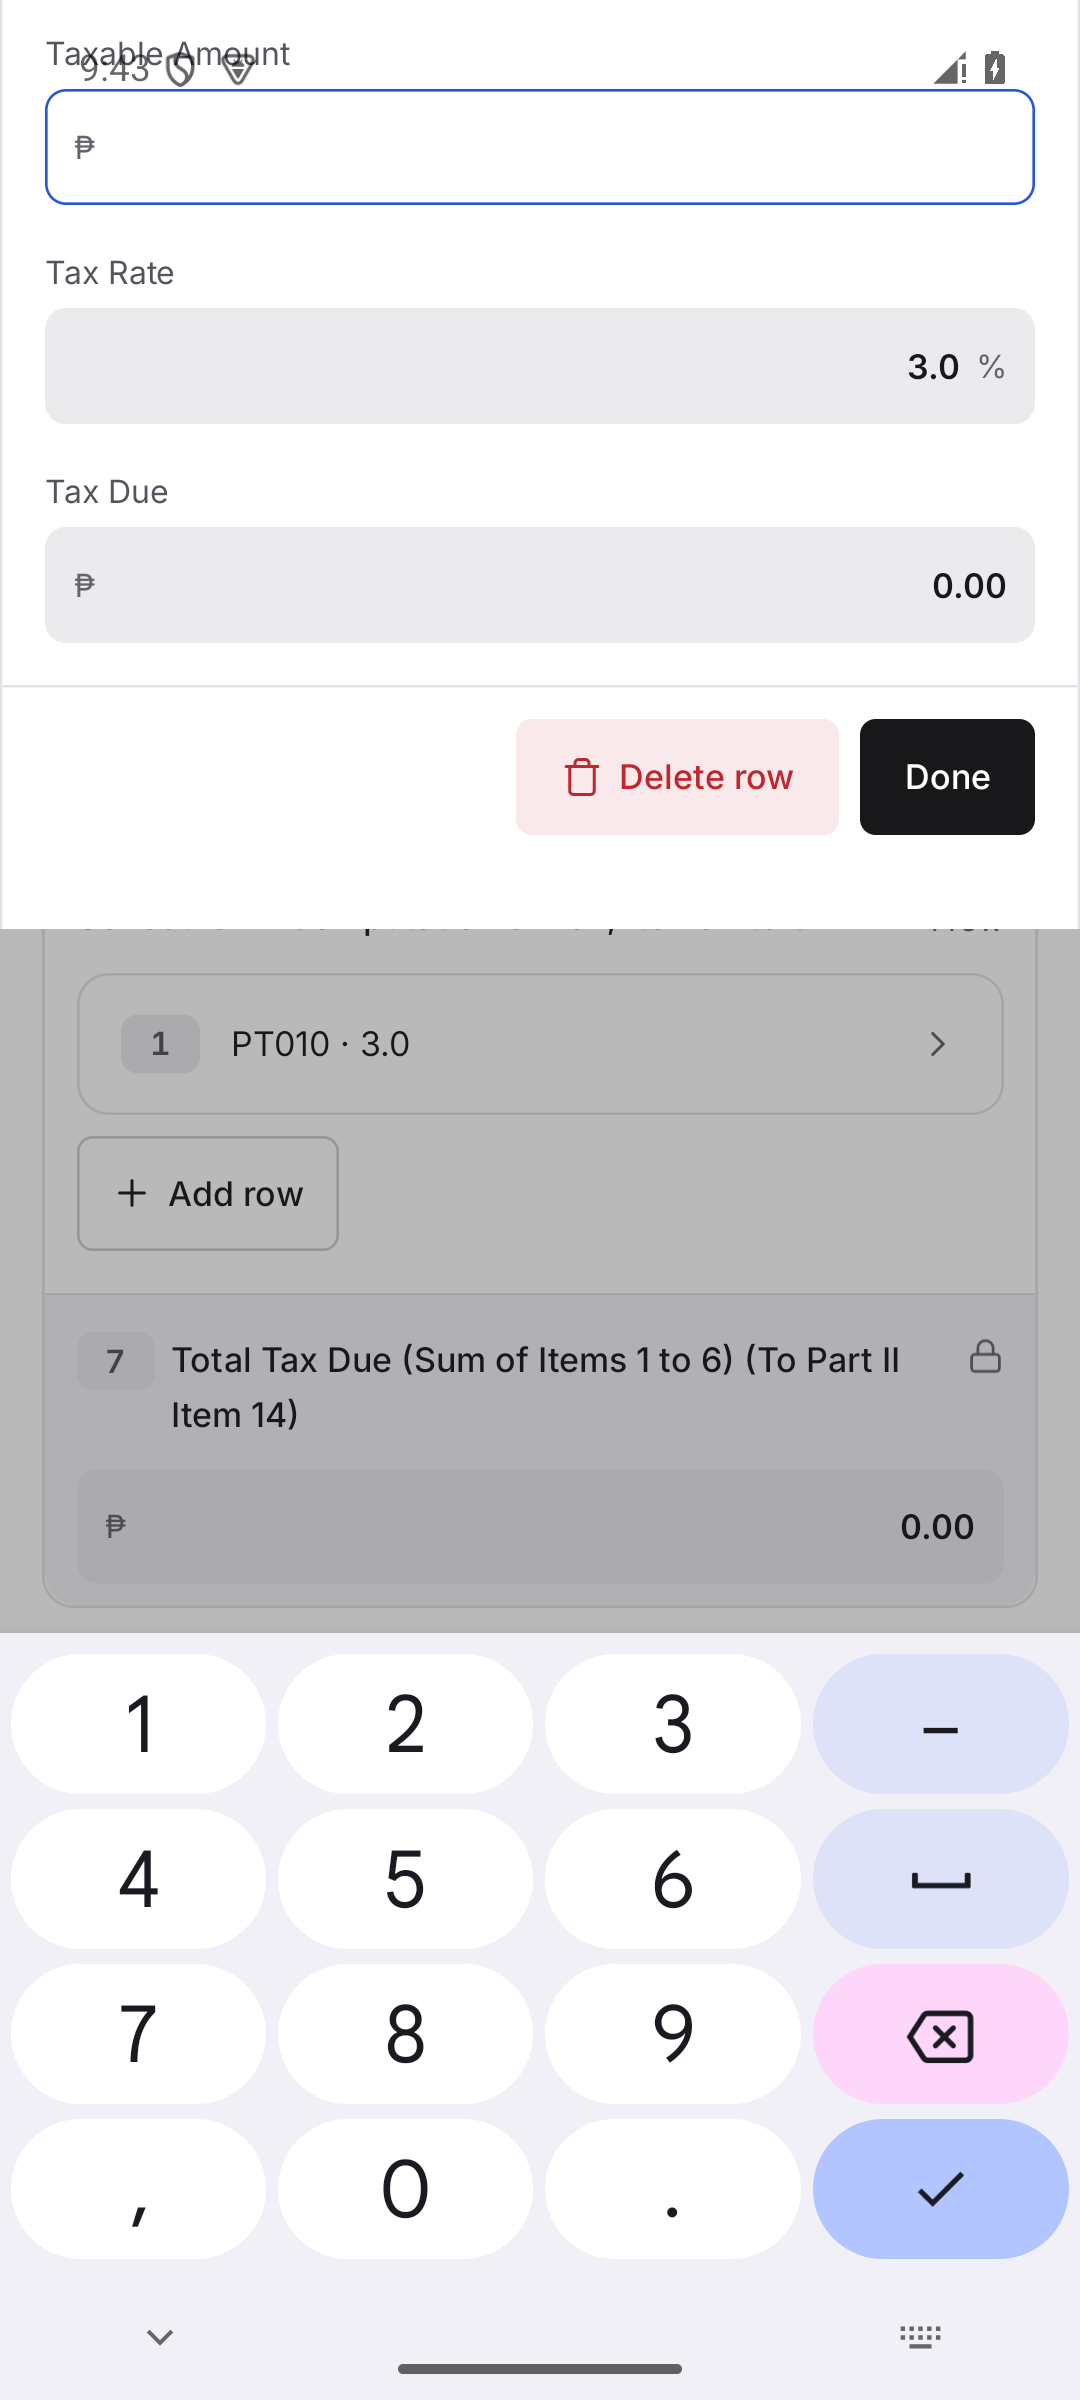 Taxable Amount
9:43
₱
Tax Rate
3.0 %
Tax Due
₱ 0.00
Delete row
Done
1 PT010 · 3.0
+ Add row
7 Total Tax Due (Sum of Items 1 to 6) (To Part II
Item 14)
₱ 0.00
1 2 3 –
4 5 6
7 8 9
, 0 .